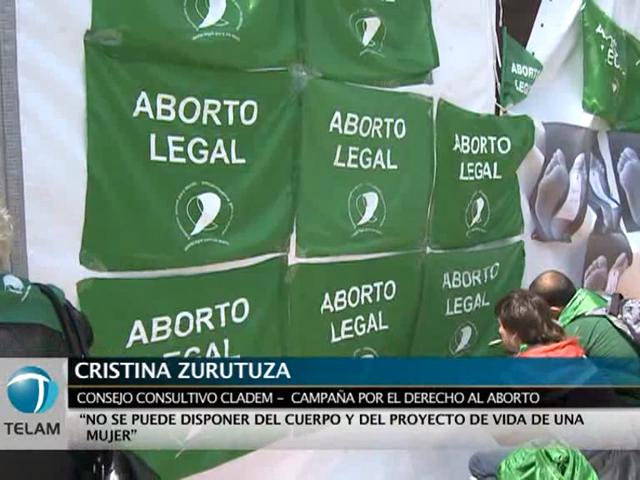 ABORTO
LEGAL
ABORTO
LEGAL
ABORTO
LEGAL
ABORTO
LEGAL
ABORTO
LEGAL
ABORTO
LEGAL
ABORTO
LEGAL
CRISTINA ZURUTUZA
CONSEJO CONSULTIVO CLADEM – CAMPAÑA POR EL DERECHO AL ABORTO
TELAM
“NO SE PUEDE DISPONER DEL CUERPO Y DEL PROYECTO DE VIDA DE UNA
MUJER”